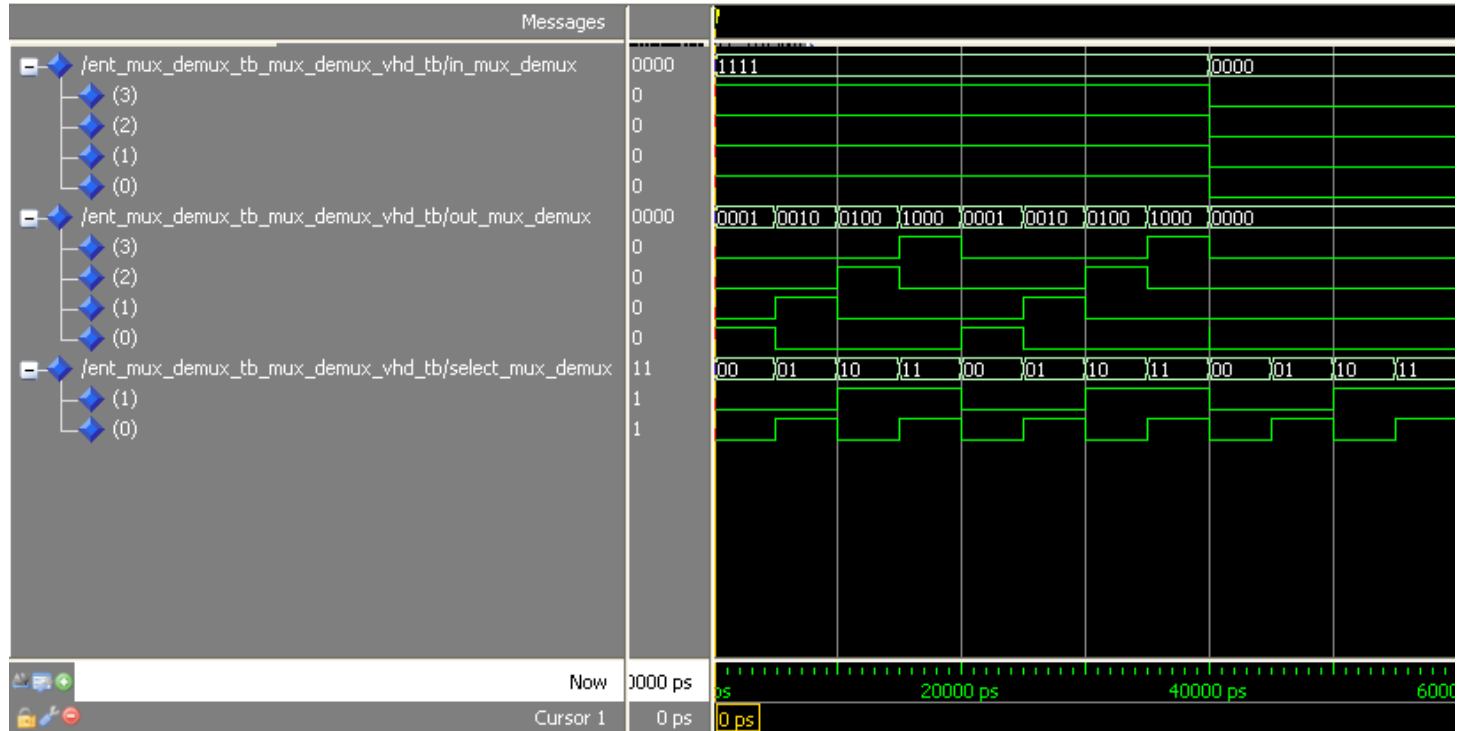 Messages
/ent_mux_demux_tb_mux_demux_vhd_tb/in_mux_demux 0000 1111 0000
(3) 0
(2) 0
(1) 0
(0) 0
/ent_mux_demux_tb_mux_demux_vhd_tb/out_mux_demux 0000 0001 0010 0100 1000 0001 0010 0100 1000 0000
(3) 0
(2) 0
(1) 0
(0) 0
/ent_mux_demux_tb_mux_demux_vhd_tb/select_mux_demux 11 00 01 10 11 00 01 10 11 00 01 10 11
(1) 1
(0) 1
Now 0000 ps ps 20000 ps 40000 ps 6000
Cursor 1 0 ps 0 ps